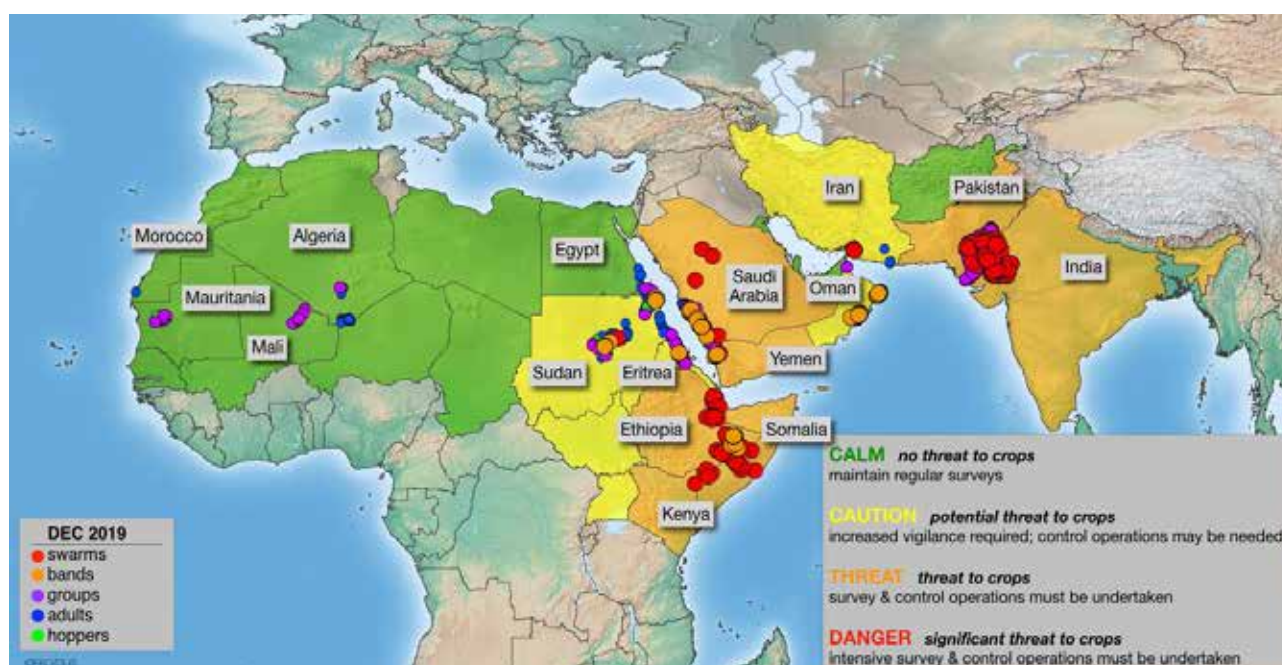 Iran
Pakistan
Morocco
Algeria
Egypt
India
Saudi
Arabia
Oman
Mauritania
Mali
Yemen
Sudan
Eritrea
Ethiopia
Somalia
Kenya
DEC 2019
swarms
bands
groups
adults
hoppers
CALM no threat to crops
maintain regular surveys
CAUTION potential threat to crops
increased vigilance required; control operations may be needed
THREAT threat to crops
survey & control operations must be undertaken
DANGER significant threat to crops
intensive survey & control operations must be undertaken